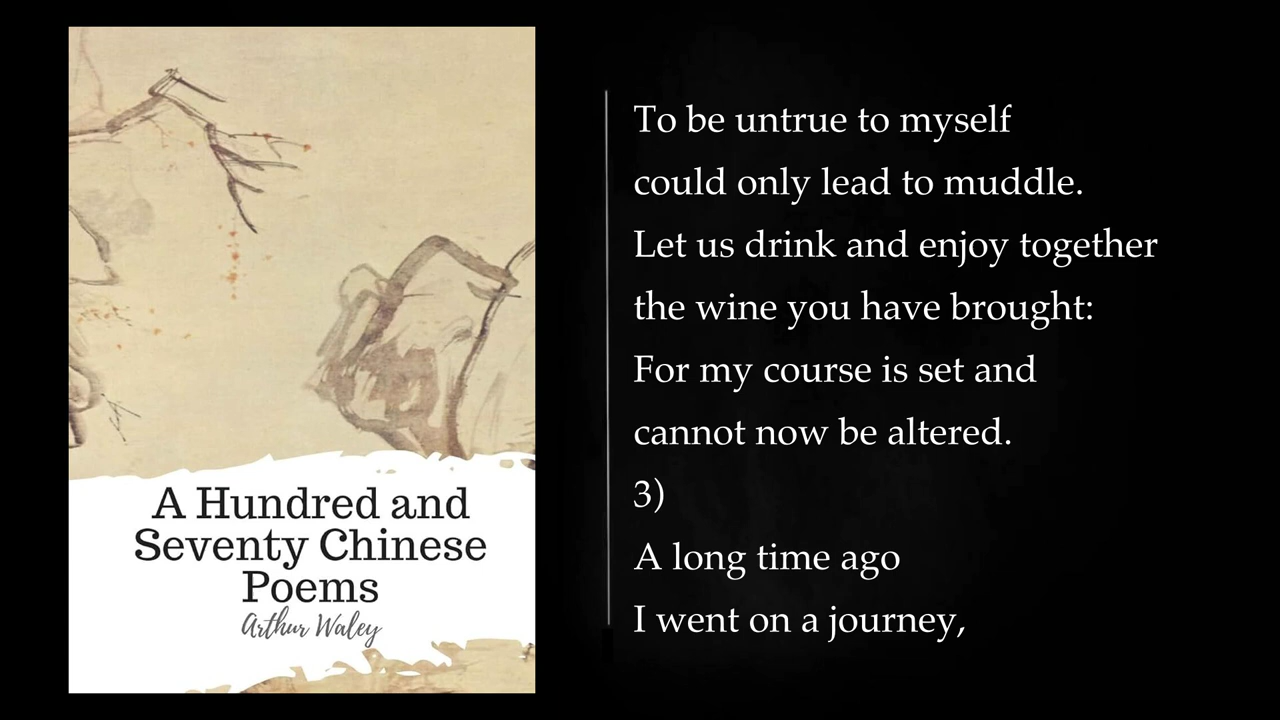 A Hundred and
Seventy Chinese
Poems
Arthur Waley
To be untrue to myself
could only lead to muddle.
Let us drink and enjoy together
the wine you have brought:
For my course is set and
cannot now be altered.
3)
A long time ago
I went on a journey,